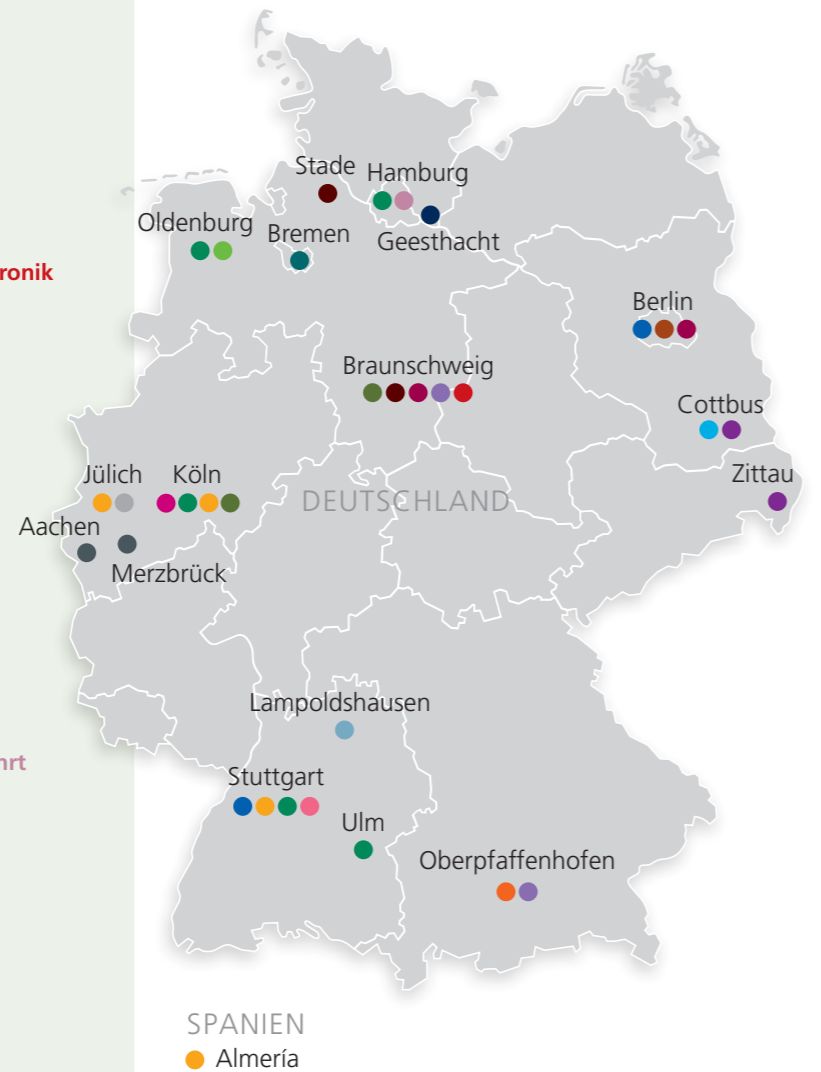 Stade
Hamburg
Oldenburg
Bremen
Geesthacht
ronik
Berlin
Braunschweig
Cottbus
Jülich
Köln
Zittau
DEUTSCHLAND
Aachen
Merzbrück
Lampoldshausen
hrt
Stuttgart
Ulm
Oberpfaffenhofen
SPANIEN
Almería